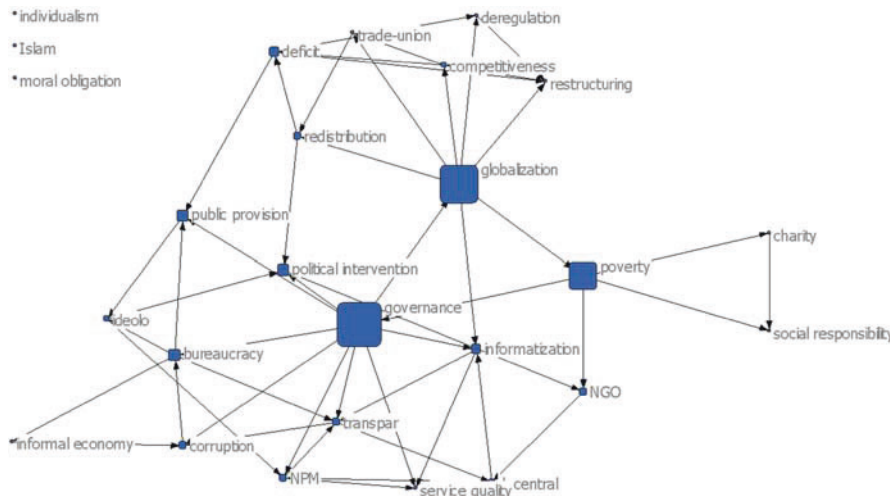 individualism
Islam
moral obligation
deregulation
trade-union
deficit
competitiveness
restructuring
redistribution
globalization
public provision
charity
political intervention
poverty
governance
ideolo
social responsibility
bureaucracy
informatization
NGO
transpar
informal economy
corruption
NPM
service quality
central